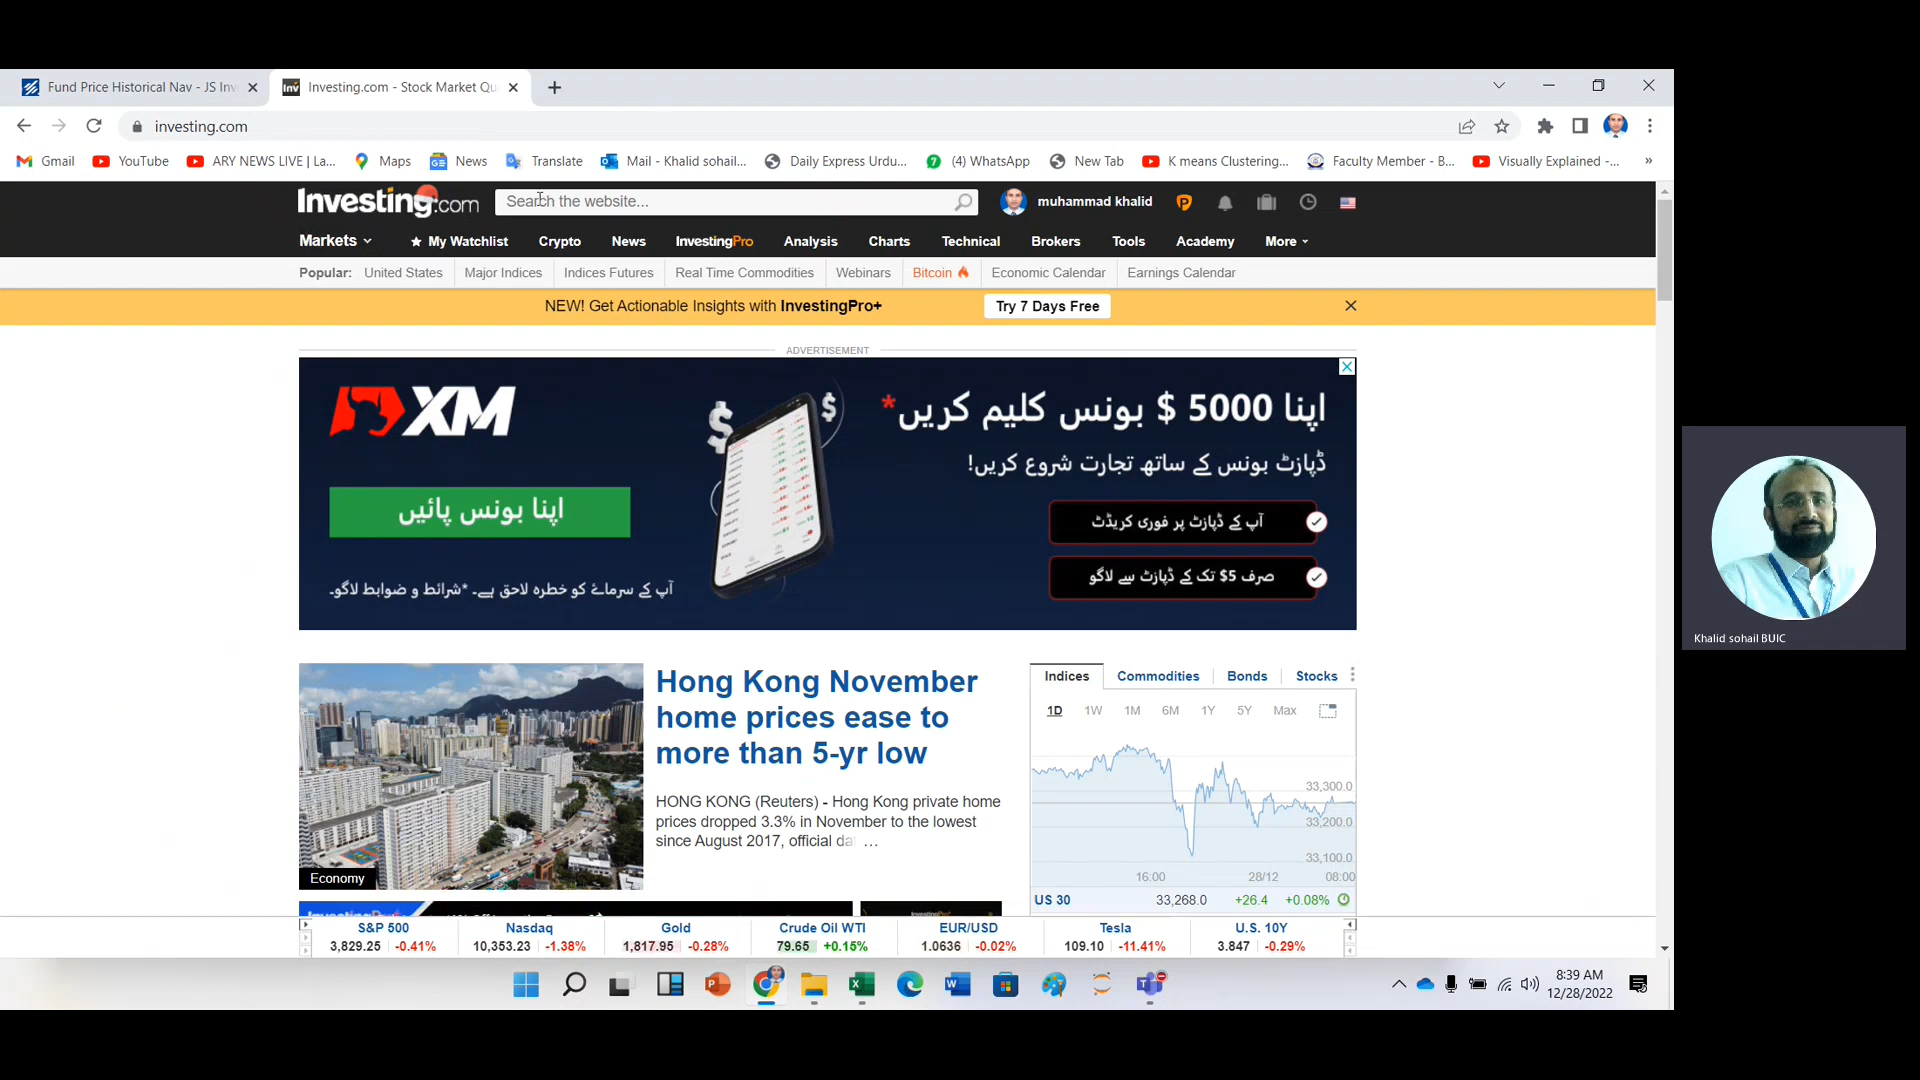 Fund Price Historical Nav - JS Inv
Investing.com - Stock Market Qu
investing.com
Gmail
YouTube
ARY NEWS LIVE | La...
Maps
News
Translate
Mail - Khalid sohail...
Daily Express Urdu...
(4) WhatsApp
New Tab
K means Clustering...
Faculty Member - B...
Visually Explained -...
»
Investing.com
Search the website...
muhammad khalid
Markets
My Watchlist
Crypto
News
InvestingPro
Analysis
Charts
Technical
Brokers
Tools
Academy
More
Popular:
United States
Major Indices
Indices Futures
Real Time Commodities
Webinars
Bitcoin
Economic Calendar
Earnings Calendar
NEW! Get Actionable Insights with InvestingPro+
Try 7 Days Free
ADVERTISEMENT
XM
اپنا 5000 $ بونس کلیم کریں*
ڈپازٹ بونس کے ساتھ تجارت شروع کریں!
اپنا بونس پائیں
آپ کے ڈپازٹ پر فوری کریڈٹ
صرف 5$ تک کے ڈپازٹ سے لاگو
آپ کے سرمائے کو خطرہ لاحق ہے۔ *شرائط و ضوابط لاگو۔
Khalid sohail BUIC
Economy
Hong Kong November
home prices ease to
more than 5-yr low
HONG KONG (Reuters) - Hong Kong private home
prices dropped 3.3% in November to the lowest
since August 2017, official da ...
Indices
Commodities
Bonds
Stocks
1D 1W 1M 6M 1Y 5Y Max
33,300.0
33,200.0
33,100.0
16:00 28/12 08:00
US 30 33,268.0 +26.4 +0.08%
S&P 500
3,829.25 -0.41%
Nasdaq
10,353.23 -1.38%
Gold
1,817.95 -0.28%
Crude Oil WTI
79.65 +0.15%
EUR/USD
1.0636 -0.02%
Tesla
109.10 -11.41%
U.S. 10Y
3.847 -0.29%
8:39 AM
12/28/2022